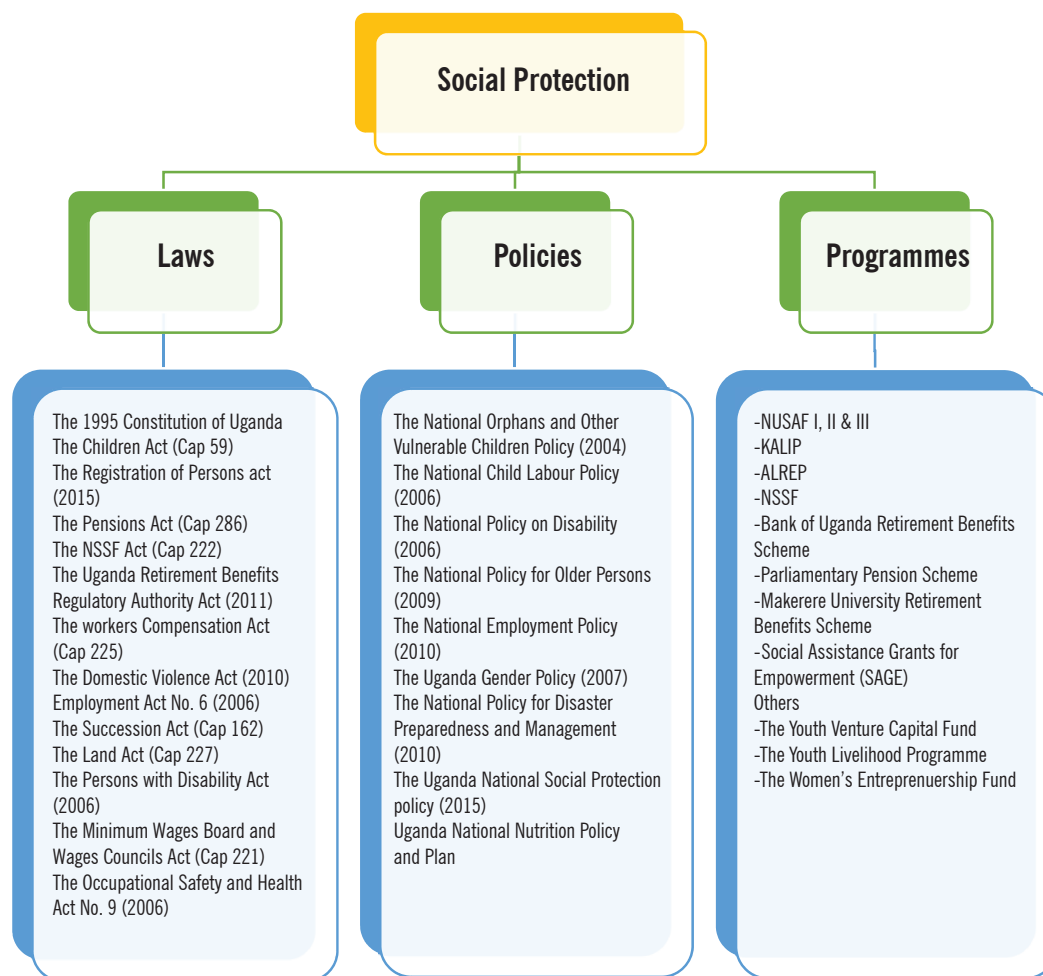 Social Protection
Laws
The 1995 Constitution of Uganda
The Children Act (Cap 59)
The Registration of Persons act
(2015)
The Pensions Act (Cap 286)
The NSSF Act (Cap 222)
The Uganda Retirement Benefits
Regulatory Authority Act (2011)
The workers Compensation Act
(Cap 225)
The Domestic Violence Act (2010)
Employment Act No. 6 (2006)
The Succession Act (Cap 162)
The Land Act (Cap 227)
The Persons with Disability Act
(2006)
The Minimum Wages Board and
Wages Councils Act (Cap 221)
The Occupational Safety and Health
Act No. 9 (2006)
Policies
The National Orphans and Other
Vulnerable Children Policy (2004)
The National Child Labour Policy
(2006)
The National Policy on Disability
(2006)
The National Policy for Older Persons
(2009)
The National Employment Policy
(2010)
The Uganda Gender Policy (2007)
The National Policy for Disaster
Preparedness and Management
(2010)
The Uganda National Social Protection
policy (2015)
Uganda National Nutrition Policy
and Plan
Programmes
-NUSAF I, II & III
-KALIP
-ALREP
-NSSF
-Bank of Uganda Retirement Benefits
Scheme
-Parliamentary Pension Scheme
-Makerere University Retirement
Benefits Scheme
-Social Assistance Grants for
Empowerment (SAGE)
Others
-The Youth Venture Capital Fund
-The Youth Livelihood Programme
-The Women's Entreprenuership Fund